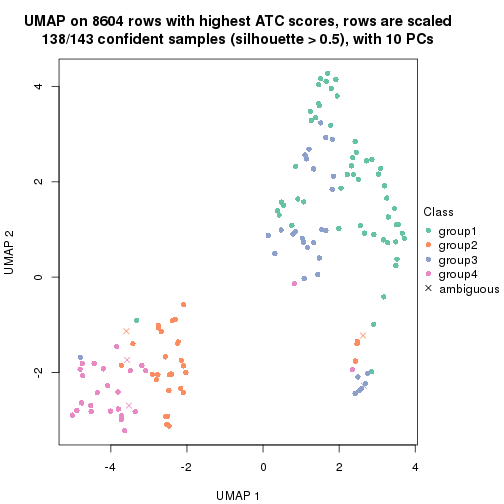 UMAP on 8604 rows with highest ATC scores, rows are scaled
138/143 confident samples (silhouette > 0.5), with 10 PCs
4
2
0
-2
UMAP 2
-4
-2
0
2
4
UMAP 1
Class
group1
group2
group3
group4
ambiguous